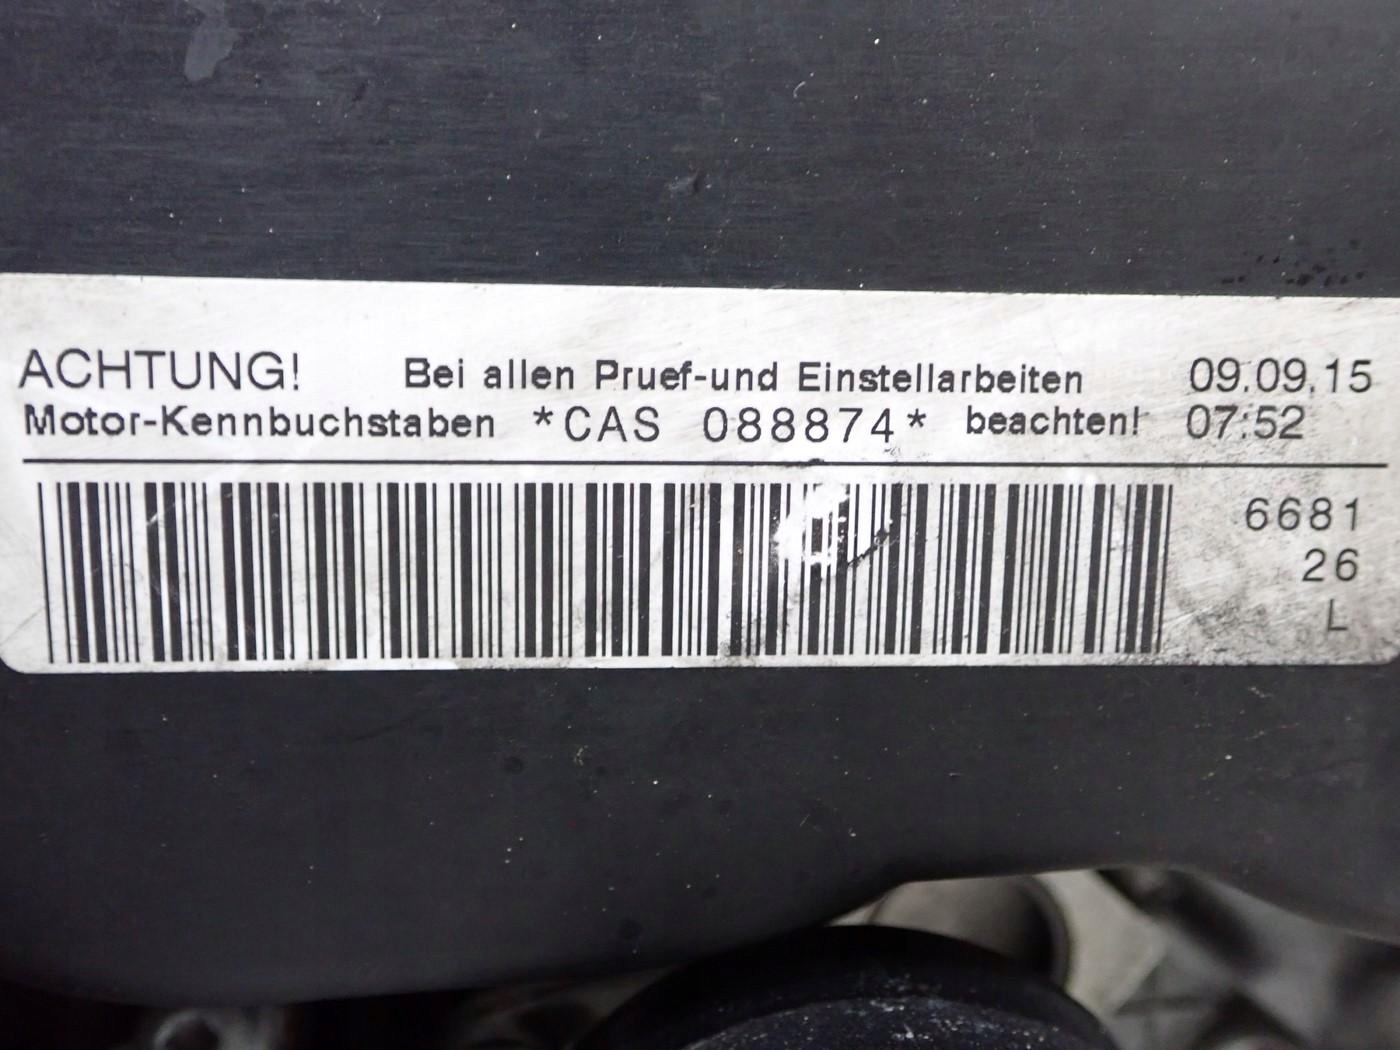 ACHTUNG! Bei allen Pruef-und Einstellarbeiten 09.09.15
Motor-Kennbuchstaben *CAS 088874* beachten! 07:52
6681
26
L